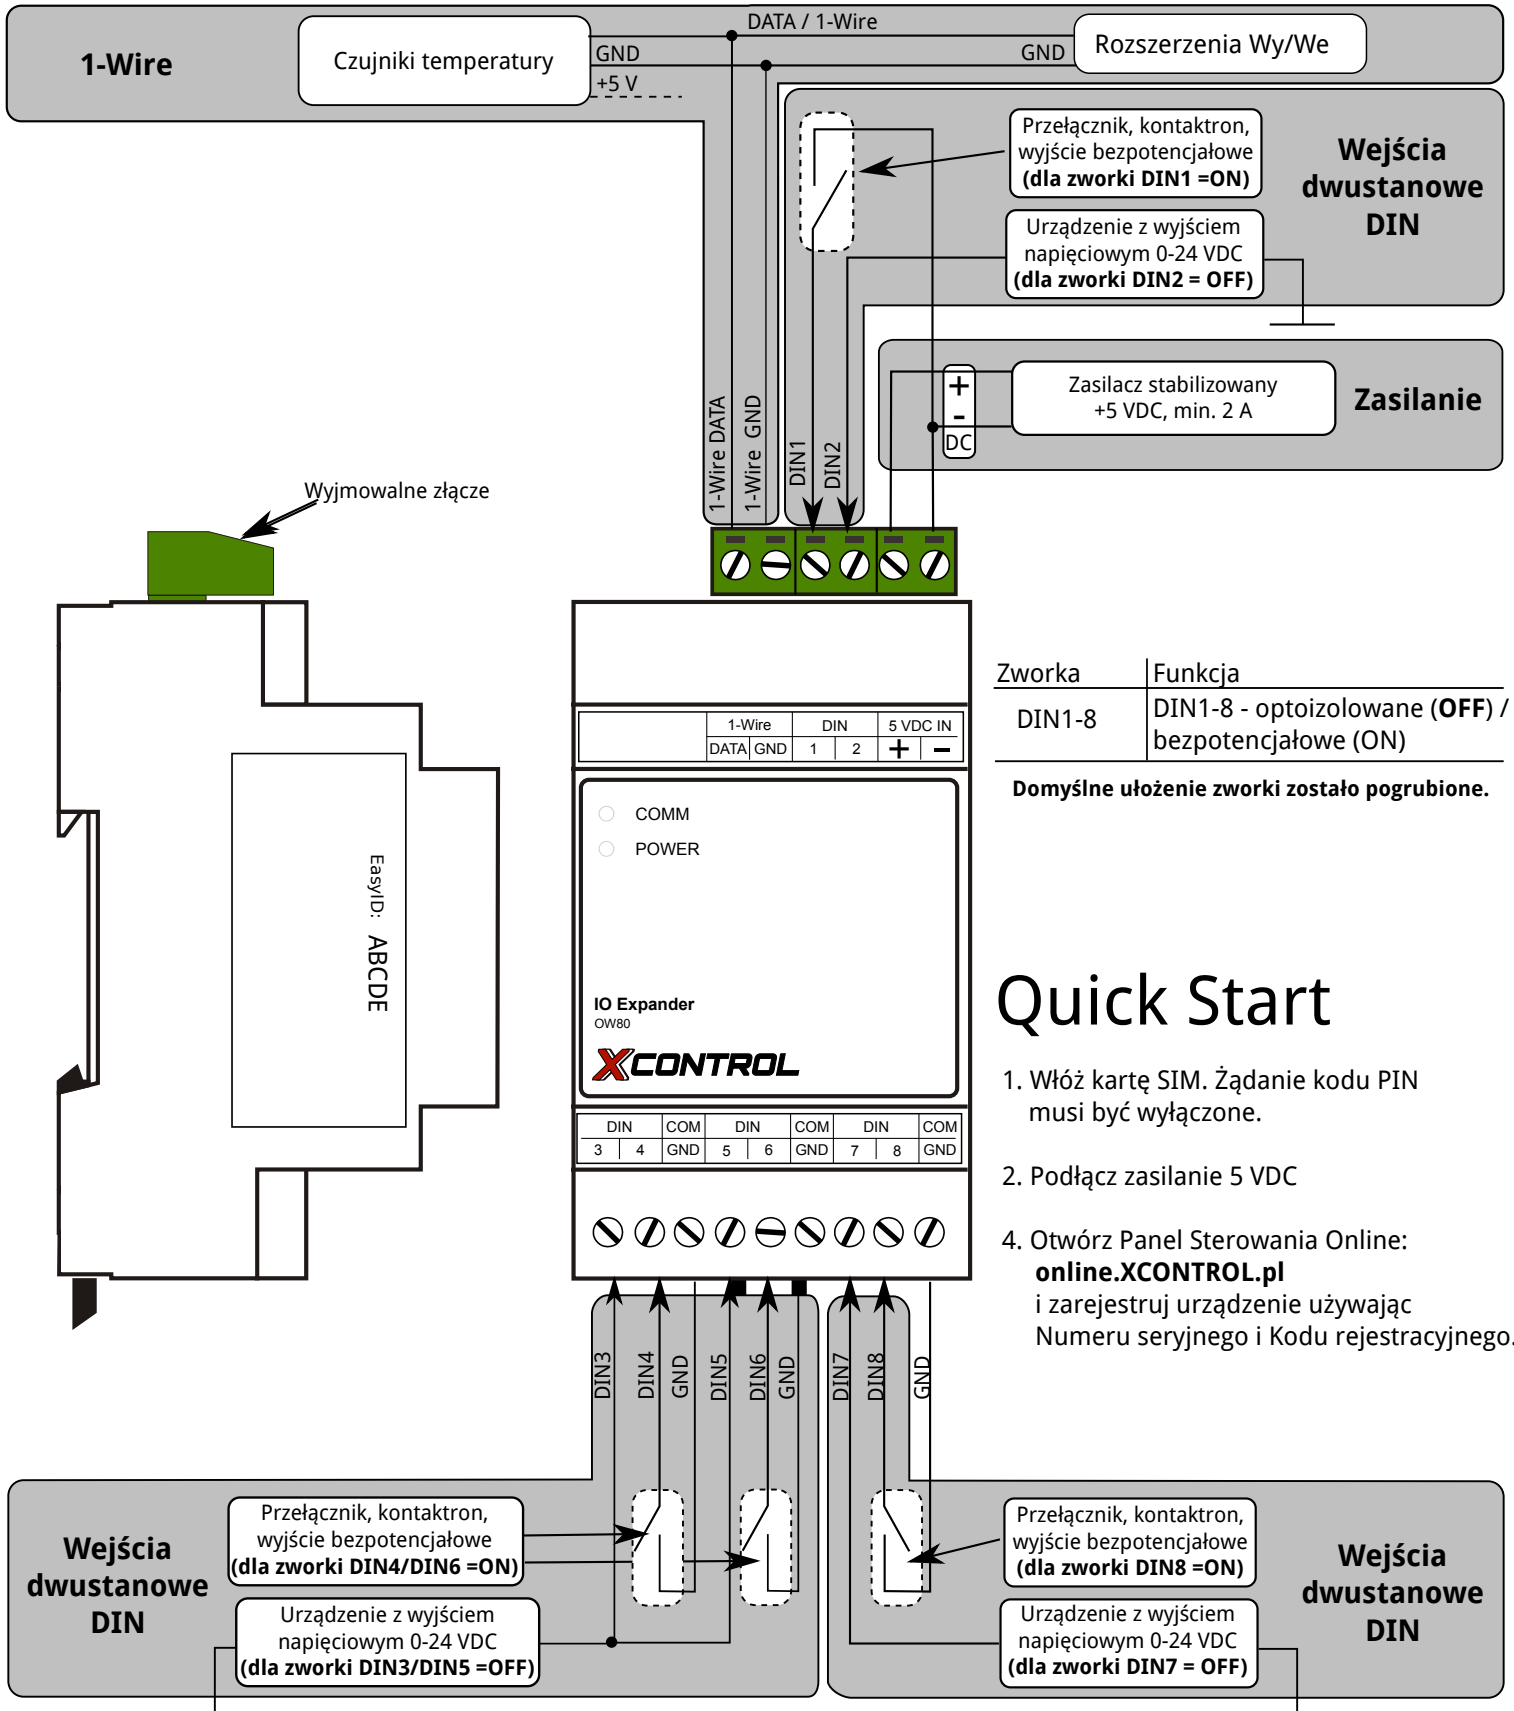 1-Wire
Czujniki temperatury
DATA / 1-Wire
GND
+5 V
GND
Rozszerzenia Wy/We
Przełącznik, kontaktron,
wyjście bezpotencjałowe
(dla zworki DIN1 =ON)
Wejścia
dwustanowe
DIN
Urządzenie z wyjściem
napięciowym 0-24 VDC
(dla zworki DIN2 = OFF)
+
-
DC
Zasilacz stabilizowany
+5 VDC, min. 2 A
Zasilanie
1-Wire DATA
1-Wire GND
DIN1
DIN2
Wyjmowalne złącze
Zworka Funkcja
DIN1-8 DIN1-8 - optoizolowane (OFF) /
bezpotencjałowe (ON)
Domyślne ułożenie zworki zostało pogrubione.
1-Wire DIN 5 VDC IN
DATA GND 1 2 + −
COMM
POWER
EasyID: ABCDE
IO Expander
OW80
XCONTROL
DIN COM DIN COM DIN COM
3 4 GND 5 6 GND 7 8 GND
Quick Start
1. Włóż kartę SIM. Żądanie kodu PIN
musi być wyłączone.
2. Podłącz zasilanie 5 VDC
4. Otwórz Panel Sterowania Online:
online.XCONTROL.pl
i zarejestruj urządzenie używając
Numeru seryjnego i Kodu rejestracyjnego.
DIN3
DIN4
GND
DIN5
DIN6
GND
DIN7
DIN8
GND
Wejścia
dwustanowe
DIN
Przełącznik, kontaktron,
wyjście bezpotencjałowe
(dla zworki DIN4/DIN6 =ON)
Urządzenie z wyjściem
napięciowym 0-24 VDC
(dla zworki DIN3/DIN5 =OFF)
Przełącznik, kontaktron,
wyjście bezpotencjałowe
(dla zworki DIN8 =ON)
Urządzenie z wyjściem
napięciowym 0-24 VDC
(dla zworki DIN7 = OFF)
Wejścia
dwustanowe
DIN